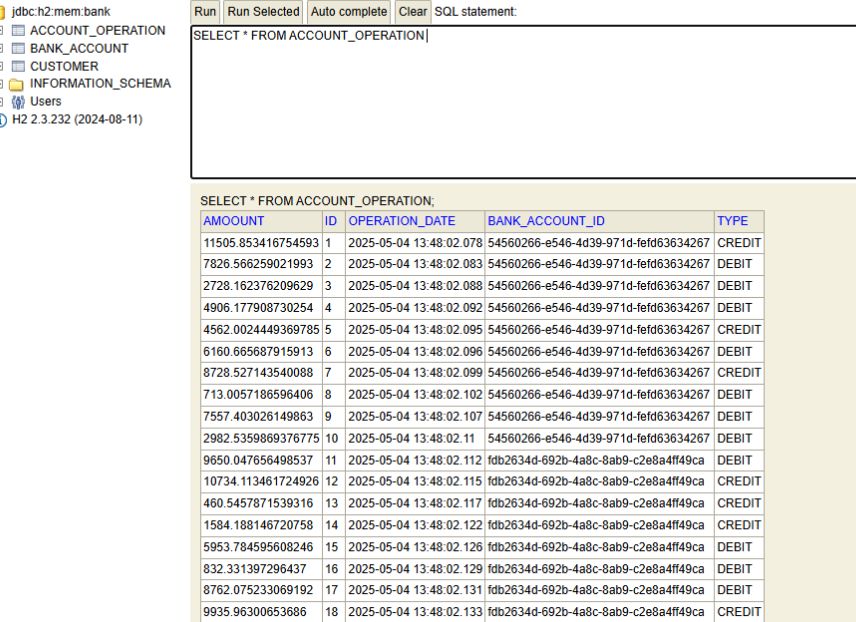 jdbc:h2:mem:bank
ACCOUNT_OPERATION
BANK_ACCOUNT
CUSTOMER
INFORMATION_SCHEMA
Users
H2 2.3.232 (2024-08-11)
Run Run Selected Auto complete Clear SQL statement:
SELECT * FROM ACCOUNT_OPERATION
SELECT * FROM ACCOUNT_OPERATION;
AMOOUNT ID OPERATION_DATE BANK_ACCOUNT_ID TYPE
11505.853416754593 1 2025-05-04 13:48:02.078 54560266-e546-4d39-971d-fefd63634267 CREDIT
7826.566259021993 2 2025-05-04 13:48:02.083 54560266-e546-4d39-971d-fefd63634267 DEBIT
2728.162376209629 3 2025-05-04 13:48:02.088 54560266-e546-4d39-971d-fefd63634267 DEBIT
4906.177908730254 4 2025-05-04 13:48:02.092 54560266-e546-4d39-971d-fefd63634267 DEBIT
4562.0024449369785 5 2025-05-04 13:48:02.095 54560266-e546-4d39-971d-fefd63634267 CREDIT
6160.665687915913 6 2025-05-04 13:48:02.096 54560266-e546-4d39-971d-fefd63634267 DEBIT
8728.527143540088 7 2025-05-04 13:48:02.099 54560266-e546-4d39-971d-fefd63634267 CREDIT
713.0057186596406 8 2025-05-04 13:48:02.102 54560266-e546-4d39-971d-fefd63634267 DEBIT
7557.403026149863 9 2025-05-04 13:48:02.107 54560266-e546-4d39-971d-fefd63634267 DEBIT
2982.5359869376775 10 2025-05-04 13:48:02.11 54560266-e546-4d39-971d-fefd63634267 DEBIT
9650.047656498537 11 2025-05-04 13:48:02.112 fdb2634d-692b-4a8c-8ab9-c2e8a4ff49ca DEBIT
10734.113461724926 12 2025-05-04 13:48:02.115 fdb2634d-692b-4a8c-8ab9-c2e8a4ff49ca CREDIT
460.5457871539316 13 2025-05-04 13:48:02.117 fdb2634d-692b-4a8c-8ab9-c2e8a4ff49ca CREDIT
1584.188146720758 14 2025-05-04 13:48:02.122 fdb2634d-692b-4a8c-8ab9-c2e8a4ff49ca CREDIT
5953.784595608246 15 2025-05-04 13:48:02.126 fdb2634d-692b-4a8c-8ab9-c2e8a4ff49ca DEBIT
832.331397296437 16 2025-05-04 13:48:02.129 fdb2634d-692b-4a8c-8ab9-c2e8a4ff49ca DEBIT
8762.075233069192 17 2025-05-04 13:48:02.131 fdb2634d-692b-4a8c-8ab9-c2e8a4ff49ca DEBIT
9935.96300653686 18 2025-05-04 13:48:02.133 fdb2634d-692b-4a8c-8ab9-c2e8a4ff49ca CREDIT